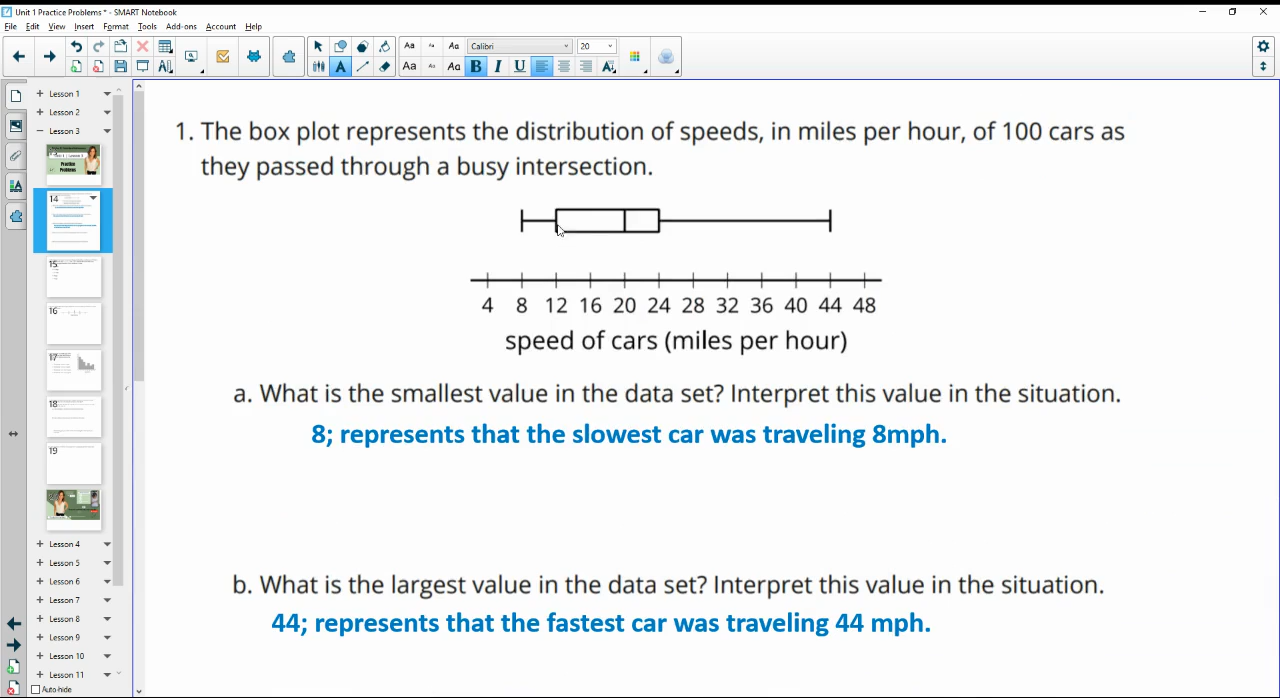 Unit 1 Practice Problems * - SMART Notebook
File Edit View Insert Format Tools Add-ons Account Help
Calibri 20
Lesson 1
Lesson 2
Lesson 3
14
15
16
17
18
19
Lesson 4
Lesson 5
Lesson 6
Lesson 7
Lesson 8
Lesson 9
Lesson 10
Lesson 11
Auto-hide
1. The box plot represents the distribution of speeds, in miles per hour, of 100 cars as
they passed through a busy intersection.
4 8 12 16 20 24 28 32 36 40 44 48
speed of cars (miles per hour)
a. What is the smallest value in the data set? Interpret this value in the situation.
8; represents that the slowest car was traveling 8mph.
b. What is the largest value in the data set? Interpret this value in the situation.
44; represents that the fastest car was traveling 44 mph.